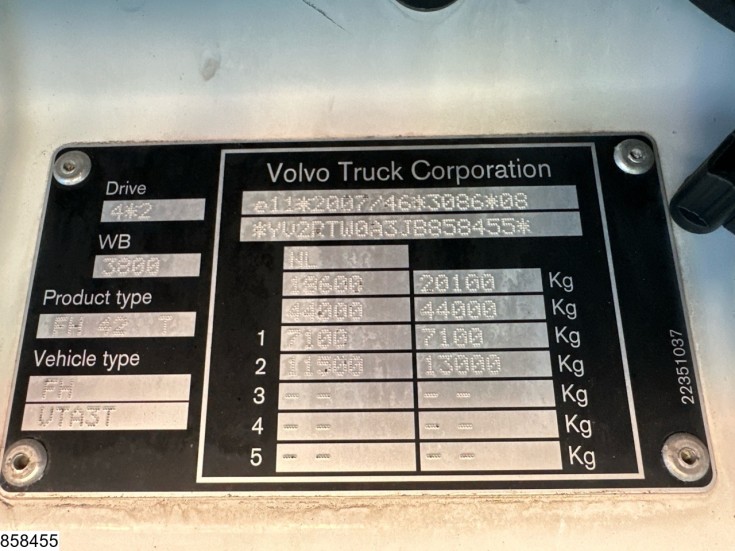 Volvo Truck Corporation
Drive
4*2
WB
3800
Product type
FH 42 T
Vehicle type
FH
VTA3T
e11*2007/46*3086*08
*YV2RTW0A3JB858455*
NL
18600 20100 Kg
40000 44000 Kg
1 7100 7100 Kg
2 11500 13000 Kg
3 -- -- Kg
4 -- -- Kg
5 -- -- Kg
22351037
858455